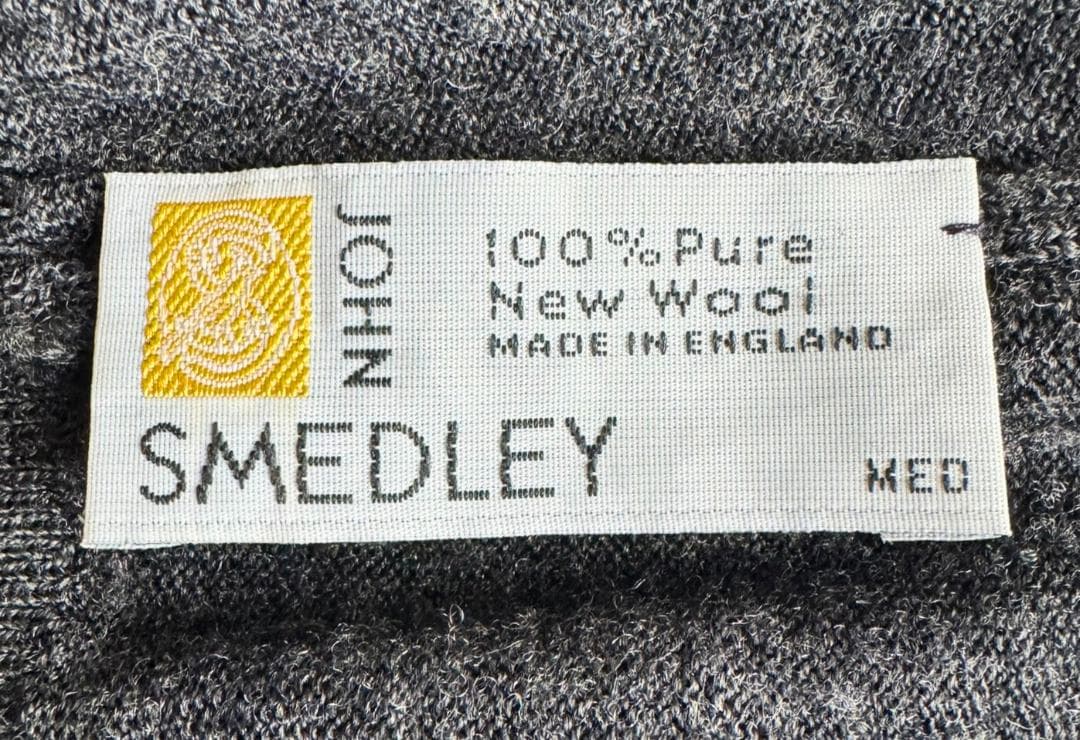 JOHN
SMEDLEY
100% Pure
New Wool
MADE IN ENGLAND
MED